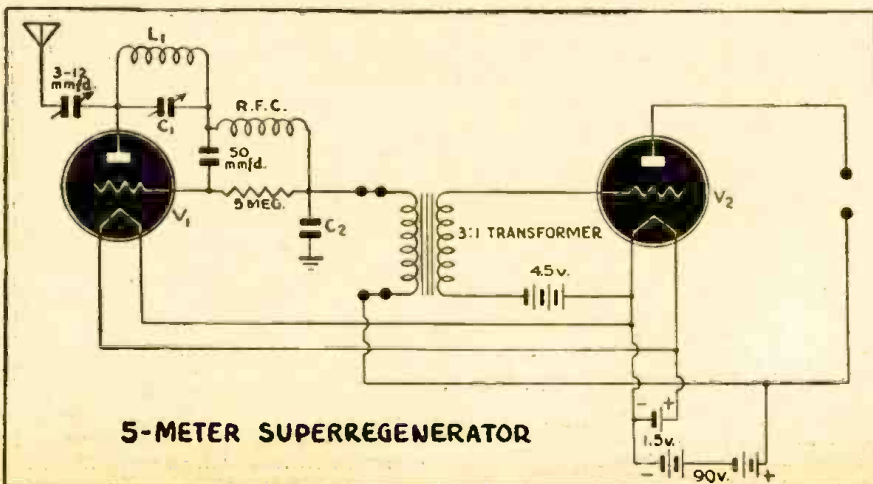 L1
3-12
mmfd.
C1
R.F.C.
50
mmfd.
5 MEG.
V1
C2
3:1 TRANSFORMER
V2
4.5v.
- +
1.5v.
- 90v. +
5-METER SUPERREGENERATOR